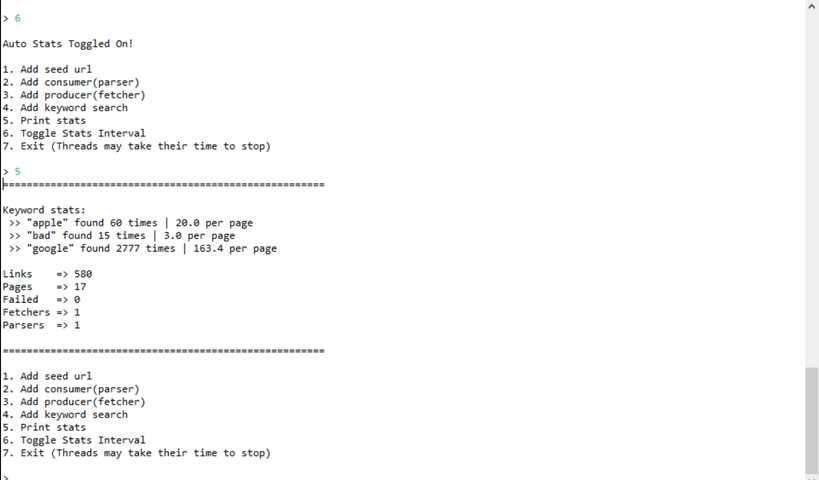 > 6
Auto Stats Toggled On!
1. Add seed url
2. Add consumer(parser)
3. Add producer(fetcher)
4. Add keyword search
5. Print stats
6. Toggle Stats Interval
7. Exit (Threads may take their time to stop)
> 5
======================================================
Keyword stats:
>> "apple" found 60 times | 20.0 per page
>> "bad" found 15 times | 3.0 per page
>> "google" found 2777 times | 163.4 per page
Links    => 580
Pages    => 17
Failed   => 0
Fetchers => 1
Parsers  => 1
======================================================
1. Add seed url
2. Add consumer(parser)
3. Add producer(fetcher)
4. Add keyword search
5. Print stats
6. Toggle Stats Interval
7. Exit (Threads may take their time to stop)
>